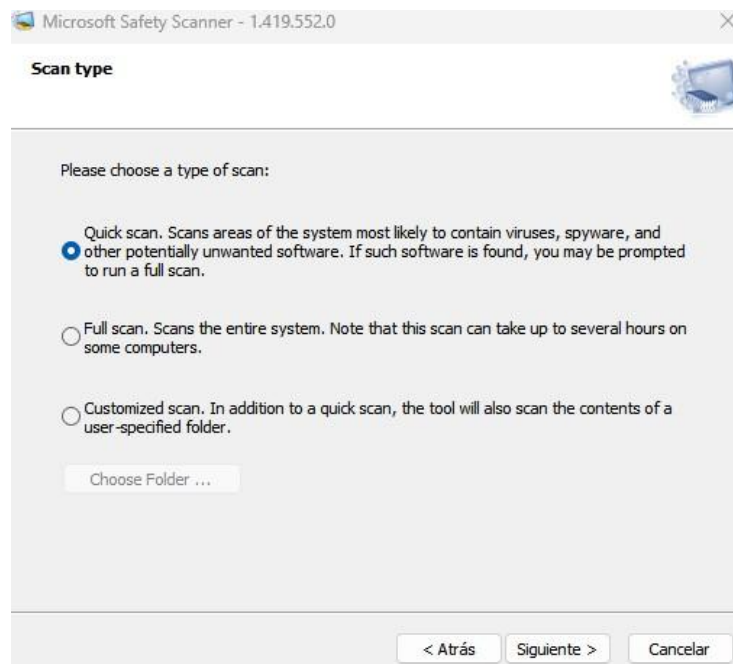 Microsoft Safety Scanner - 1.419.552.0
Scan type
Please choose a type of scan:
Quick scan. Scans areas of the system most likely to contain viruses, spyware, and
other potentially unwanted software. If such software is found, you may be prompted
to run a full scan.
Full scan. Scans the entire system. Note that this scan can take up to several hours on
some computers.
Customized scan. In addition to a quick scan, the tool will also scan the contents of a
user-specified folder.
Choose Folder ...
< Atrás Siguiente > Cancelar